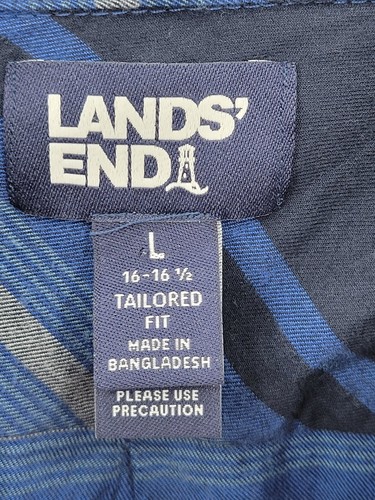 LANDS'
END
L
16-16 ½
TAILORED
FIT
MADE IN
BANGLADESH
PLEASE USE
PRECAUTION